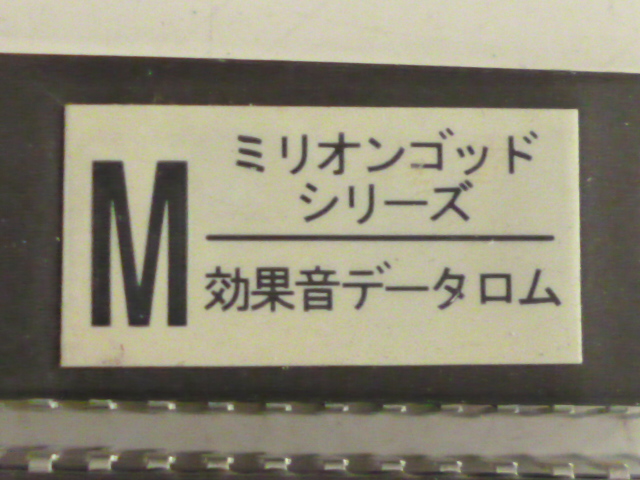 M
ミリオンゴッド
シリーズ
効果音データロム